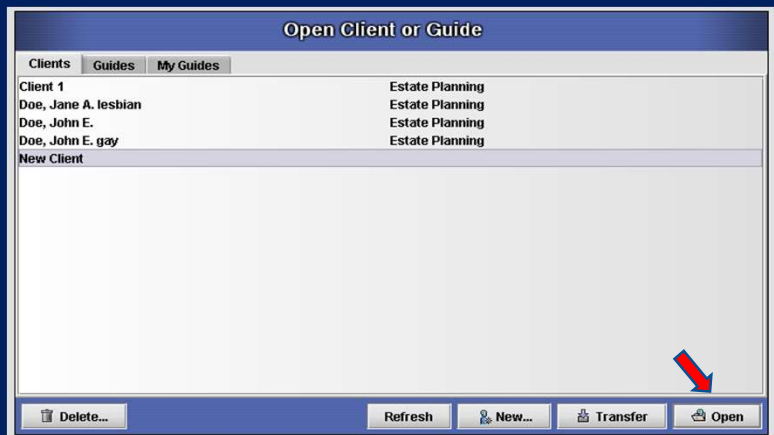 Open Client or Guide
Clients Guides My Guides
Client 1 Estate Planning
Doe, Jane A. lesbian Estate Planning
Doe, John E. Estate Planning
Doe, John E. gay Estate Planning
New Client
Delete... Refresh New... Transfer Open